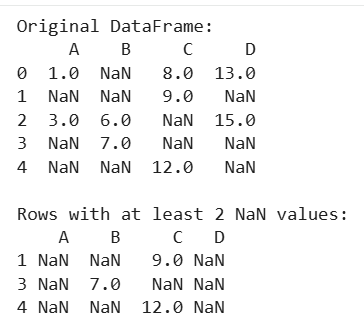 Original DataFrame:
     A    B     C     D
0  1.0  NaN   8.0  13.0
1  NaN  NaN   9.0   NaN
2  3.0  6.0   NaN  15.0
3  NaN  7.0   NaN   NaN
4  NaN  NaN  12.0   NaN

Rows with at least 2 NaN values:
    A    B     C   D
1 NaN  NaN   9.0 NaN
3 NaN  7.0   NaN NaN
4 NaN  NaN  12.0 NaN